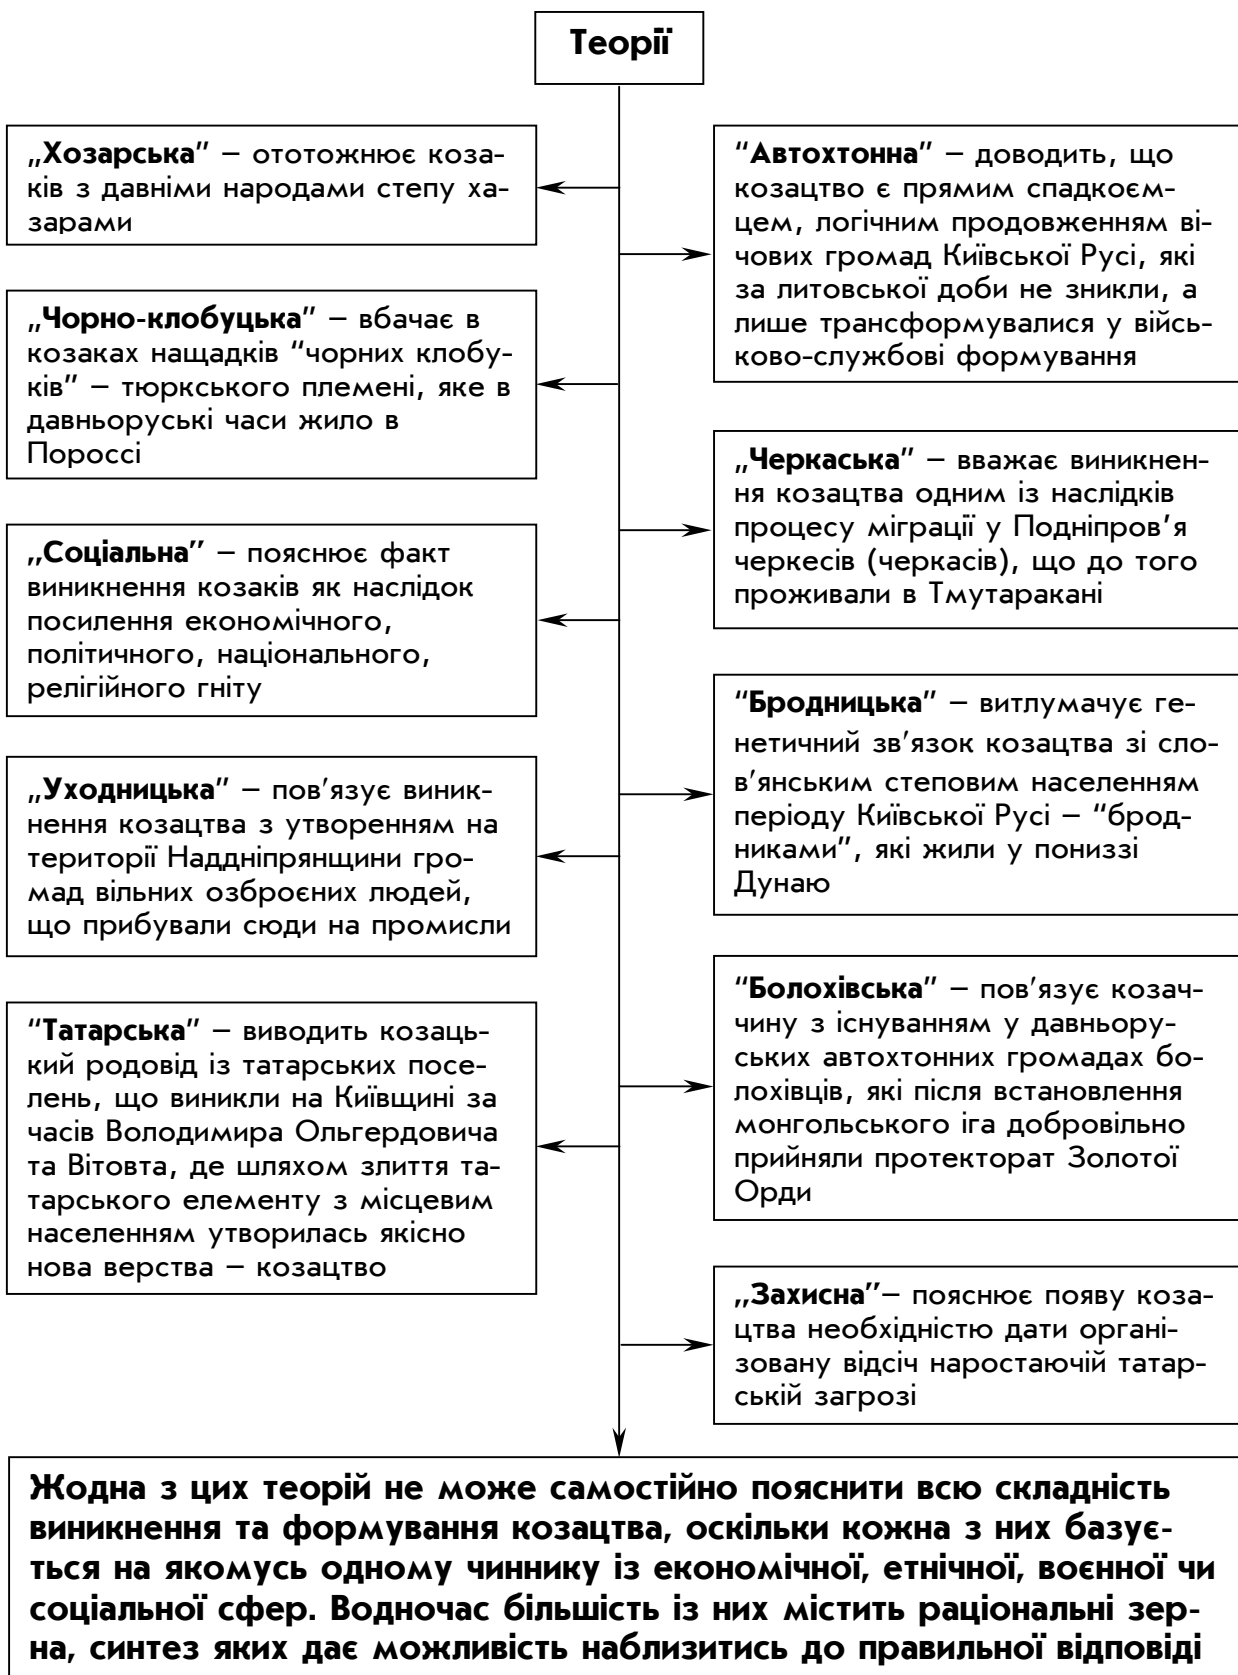 Теорії
„Хозарська” – ототожнює коза-
ків з давніми народами степу ха-
зарами
„Чорно-клобуцька” – вбачає в
козаках нащадків “чорних клобу-
ків” – тюркського племені, яке в
давньоруські часи жило в
Пороссі
„Соціальна” – пояснює факт
виникнення козаків як наслідок
посилення економічного,
політичного, національного,
релігійного гніту
„Уходницька” – пов’язує виник-
нення козацтва з утворенням на
території Наддніпрянщини гро-
мад вільних озброєних людей,
що прибували сюди на промисли
“Татарська” – виводить козаць-
кий родовід із татарських посе-
лень, що виникли на Київщині за
часів Володимира Ольгердовича
та Вітовта, де шляхом злиття та-
тарського елементу з місцевим
населенням утворилась якісно
нова верства – козацтво
“Автохтонна” – доводить, що
козацтво є прямим спадкоєм-
цем, логічним продовженням ві-
чових громад Київської Русі, які
за литовської доби не зникли, а
лише трансформувалися у війсь-
ково-службові формування
„Черкаська” – вважає виникнен-
ня козацтва одним із наслідків
процесу міграції у Подніпров’я
черкесів (черкасів), що до того
проживали в Тмутаракані
“Бродницька” – витлумачує ге-
нетичний зв’язок козацтва зі сло-
в’янським степовим населенням
періоду Київської Русі – “брод-
никами”, які жили у пониззі
Дунаю
“Болохівська” – пов’язує козач-
чину з існуванням у давньору-
ських автохтонних громадах бо-
лохівців, які після встановлення
монгольського іга добровільно
прийняли протекторат Золотої
Орди
„Захисна”– пояснює появу коза-
цтва необхідністю дати органі-
зовану відсіч наростаючій татар-
ській загрозі
Жодна з цих теорій не може самостійно пояснити всю складність
виникнення та формування козацтва, оскільки кожна з них базує-
ться на якомусь одному чиннику із економічної, етнічної, воєнної чи
соціальної сфер. Водночас більшість із них містить раціональні зер-
на, синтез яких дає можливість наблизитись до правильної відповіді